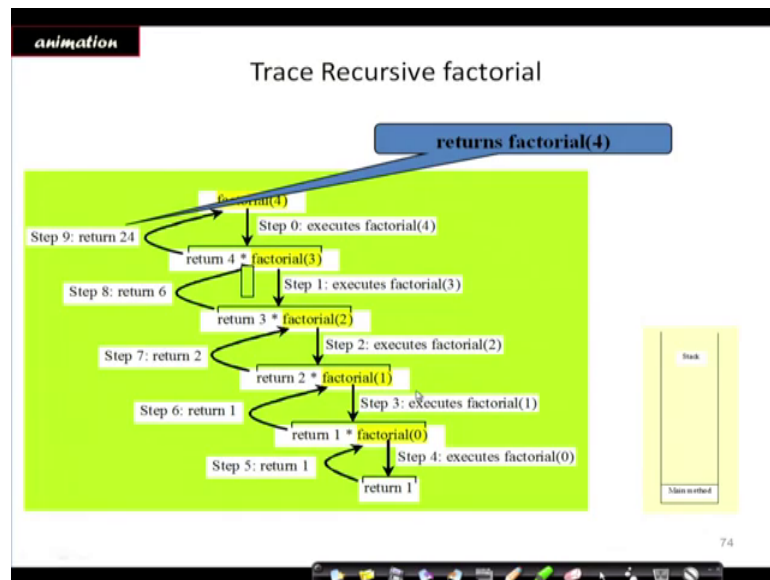 animation
Trace Recursive factorial
returns factorial(4)
factorial(4)
Step 9: return 24
Step 0: executes factorial(4)
return 4 * factorial(3)
Step 8: return 6
Step 1: executes factorial(3)
return 3 * factorial(2)
Step 7: return 2
Step 2: executes factorial(2)
return 2 * factorial(1)
Step 6: return 1
Step 3: executes factorial(1)
return 1 * factorial(0)
Step 5: return 1
Step 4: executes factorial(0)
return 1
Stack
Main method
74